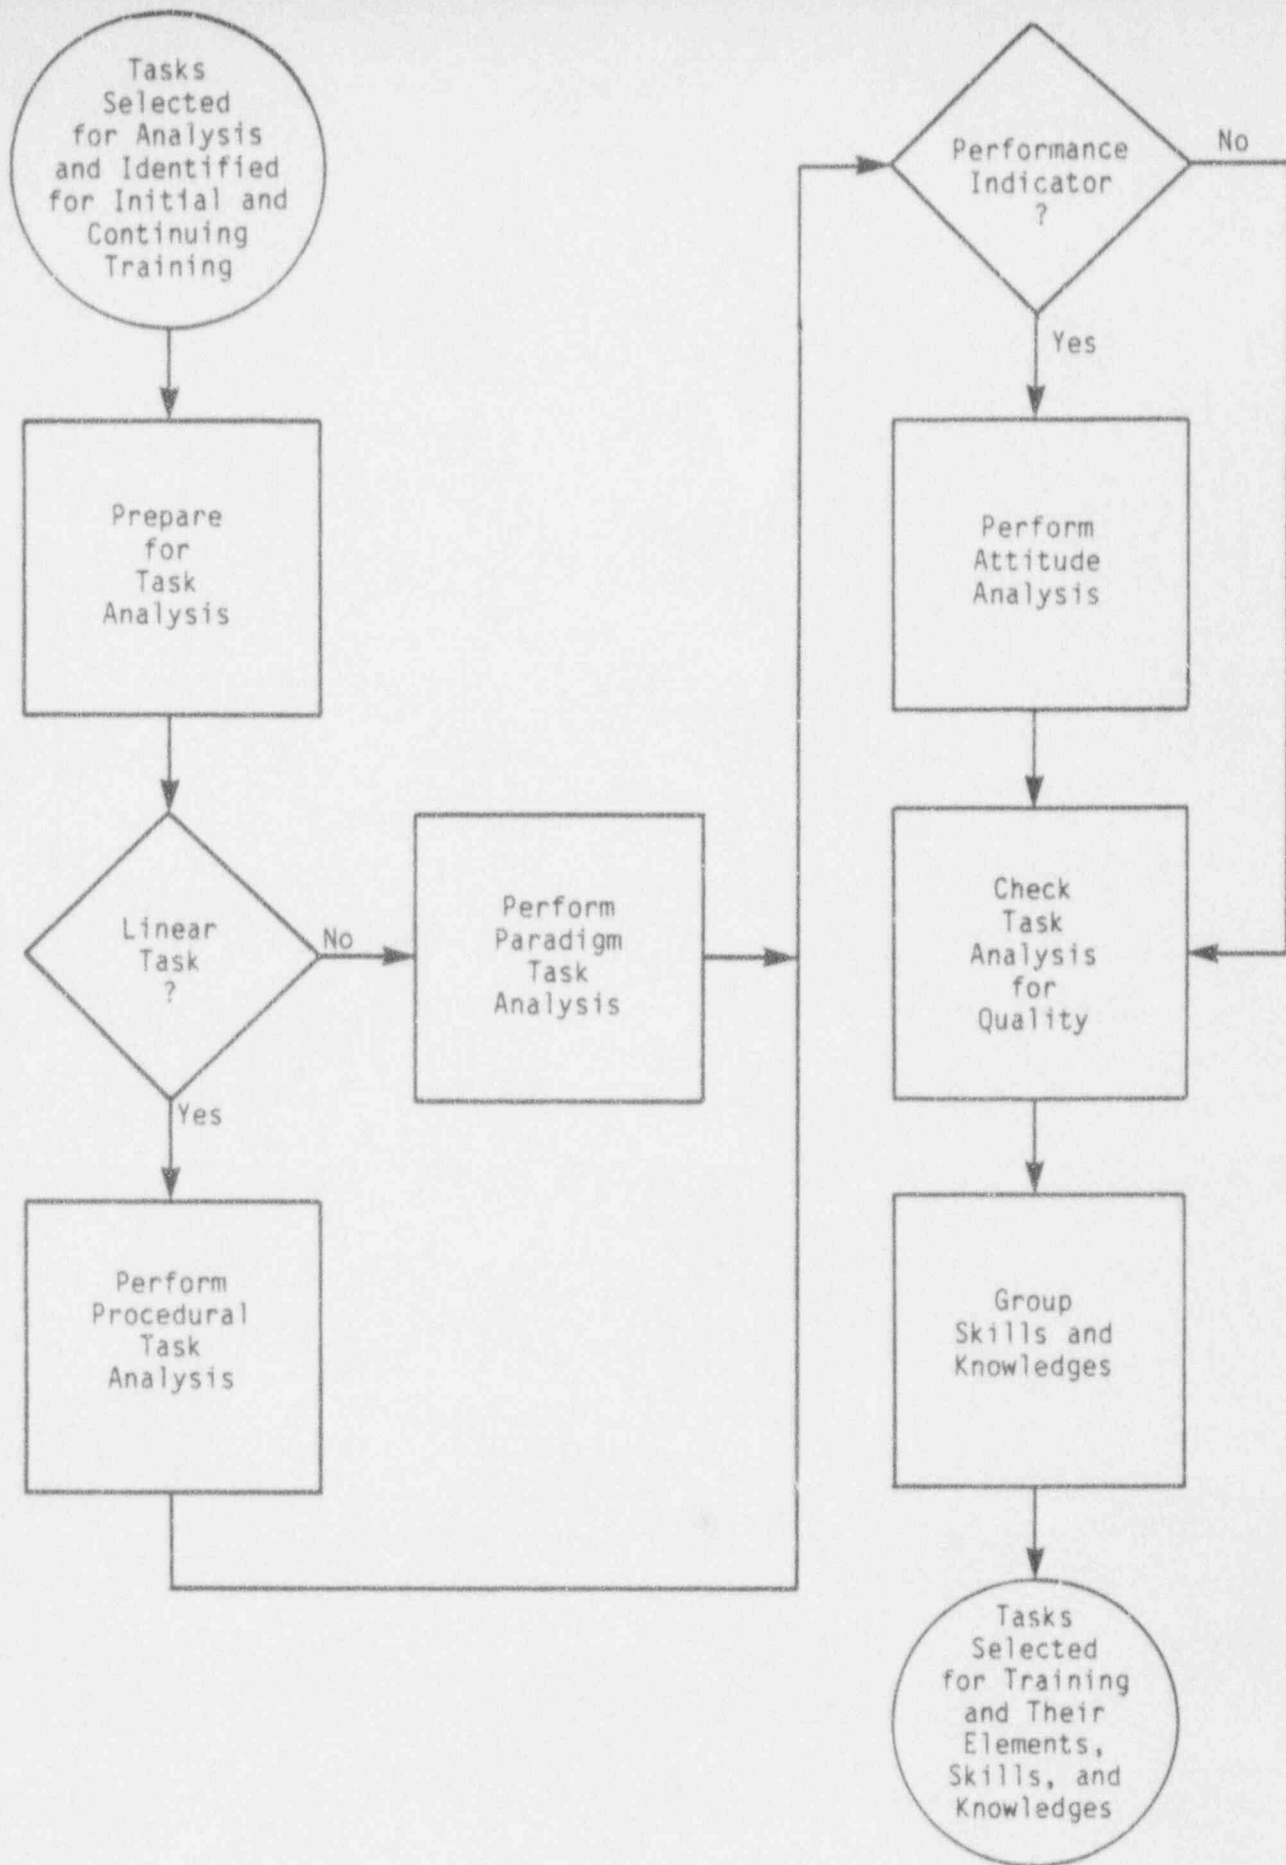 Tasks
Selected
for Analysis
and Identified
for Initial and
Continuing
Training
Prepare
for
Task
Analysis
Linear
Task
?
No
Yes
Perform
Paradigm
Task
Analysis
Perform
Procedural
Task
Analysis
Performance
Indicator
?
No
Yes
Perform
Attitude
Analysis
Check
Task
Analysis
for
Quality
Group
Skills and
Knowledges
Tasks
Selected
for Training
and Their
Elements,
Skills, and
Knowledges